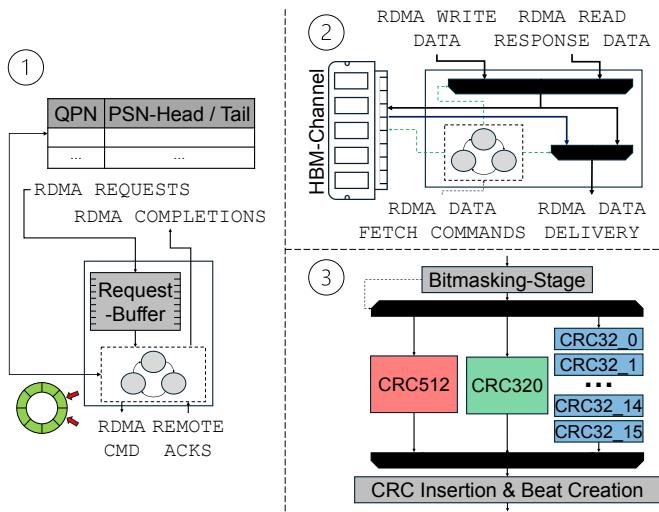 1
QPN PSN-Head / Tail
... ...
RDMA REQUESTS
RDMA COMPLETIONS
Request
-Buffer
RDMA REMOTE
CMD ACKS
2
RDMA WRITE RDMA READ
DATA RESPONSE DATA
HBM-Channel
RDMA DATA RDMA DATA
FETCH COMMANDS DELIVERY
3
Bitmasking-Stage
CRC512
CRC320
CRC32_0
CRC32_1
...
CRC32_14
CRC32_15
CRC Insertion & Beat Creation